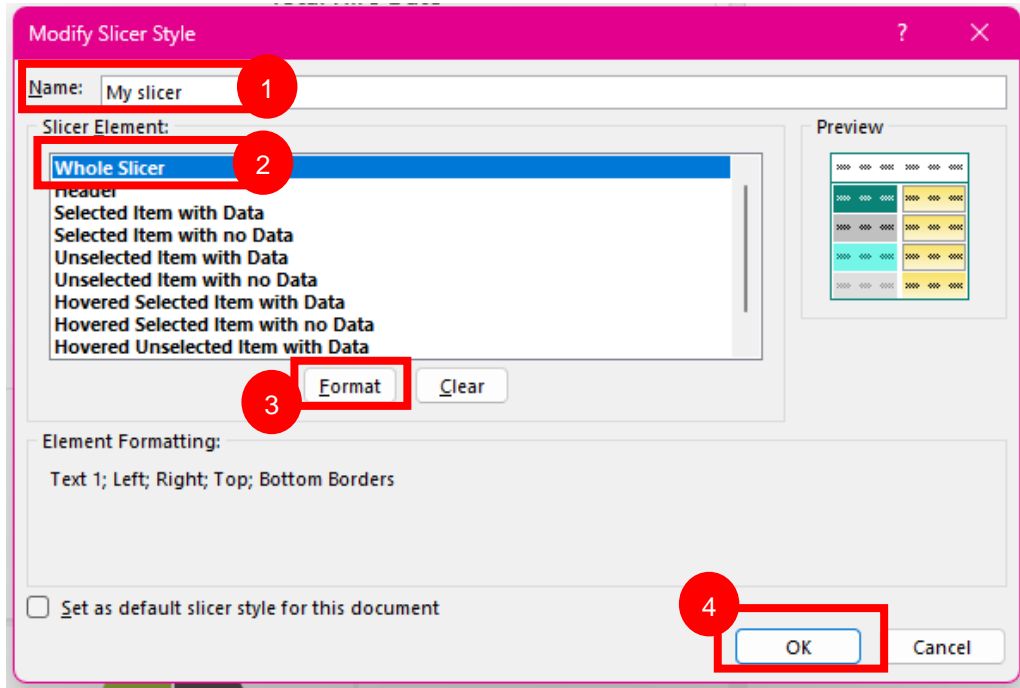 Modify Slicer Style ?
Name: My slicer 1
Slicer Element:
Preview
Whole Slicer 2
Header
Selected Item with Data
Selected Item with no Data
Unselected Item with Data
Unselected Item with no Data
Hovered Selected Item with Data
Hovered Selected Item with no Data
Hovered Unselected Item with Data
3 Format Clear
Element Formatting:
Text 1; Left; Right; Top; Bottom Borders
Set as default slicer style for this document
4
OK Cancel